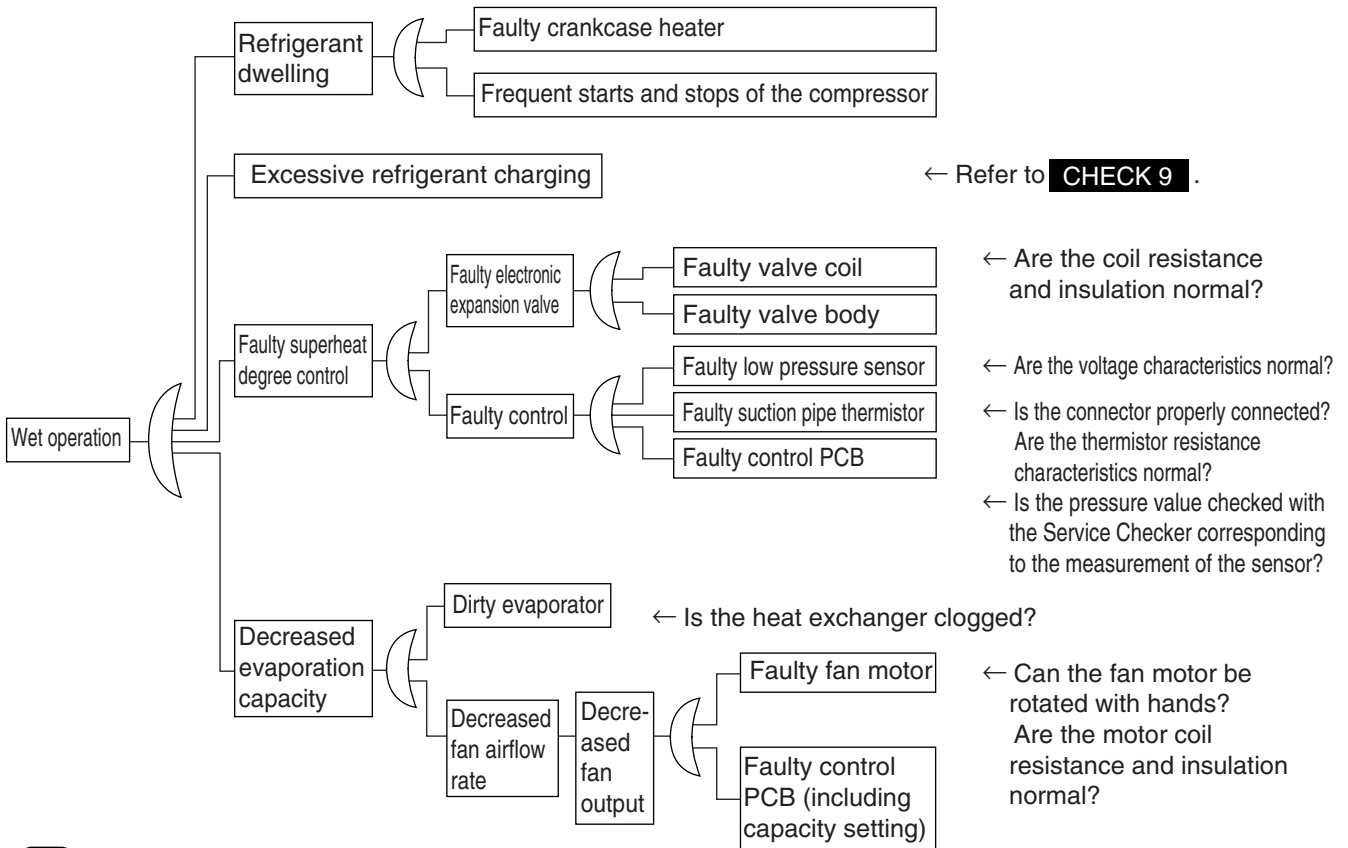 Refrigerant
dwelling
Faulty crankcase heater
Frequent starts and stops of the compressor
Excessive refrigerant charging
← Refer to CHECK 9 .
Wet operation
Faulty superheat
degree control
Faulty electronic
expansion valve
Faulty valve coil
Faulty valve body
← Are the coil resistance
and insulation normal?
Faulty control
Faulty low pressure sensor
← Are the voltage characteristics normal?
Faulty suction pipe thermistor
← Is the connector properly connected?
Are the thermistor resistance
characteristics normal?
Faulty control PCB
← Is the pressure value checked with
the Service Checker corresponding
to the measurement of the sensor?
Decreased
evaporation
capacity
Dirty evaporator
← Is the heat exchanger clogged?
Decreased
fan airflow
rate
Decre-
ased
fan
output
Faulty fan motor
← Can the fan motor be
rotated with hands?
Are the motor coil
resistance and insulation
normal?
Faulty control
PCB (including
capacity setting)